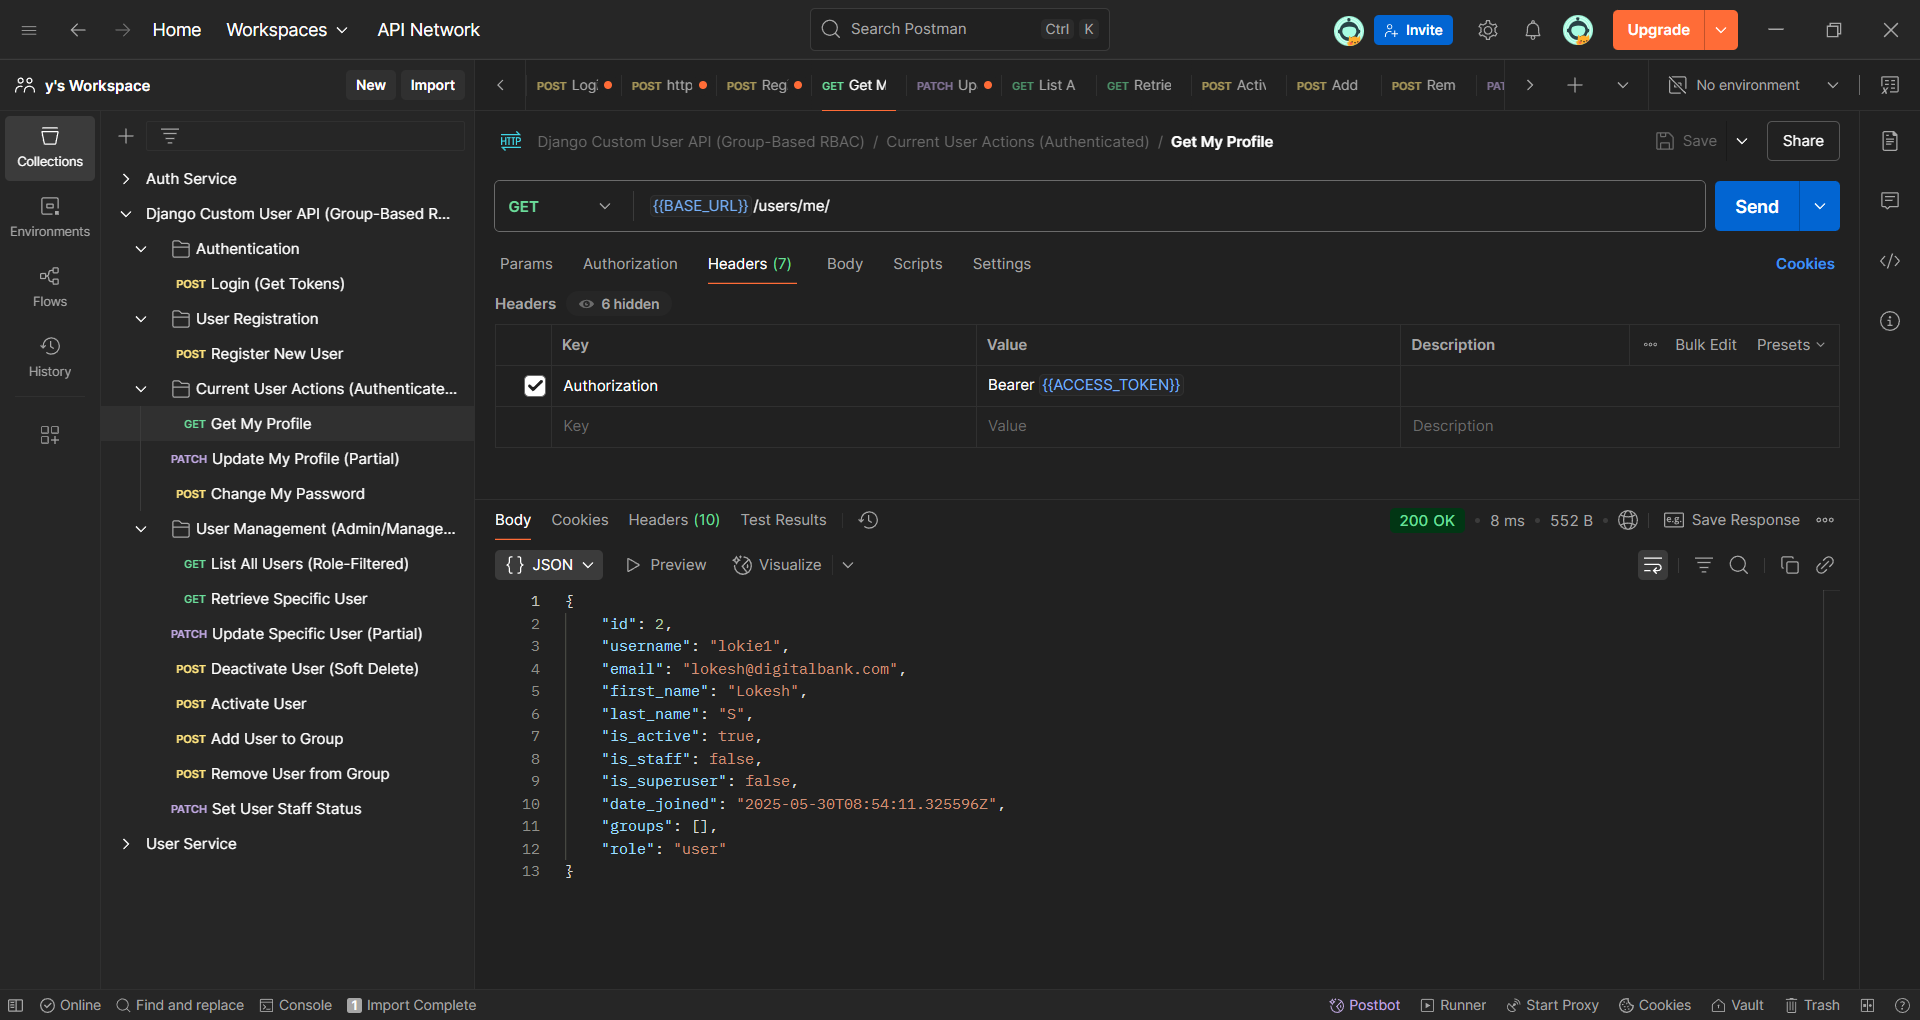 Home Workspaces API Network Search Postman Ctrl K Invite Upgrade
y's Workspace New Import POST Log POST http POST Reg GET Get M PATCH Up GET List A GET Retrie POST Activ POST Add POST Rem PAT No environment
Collections
Environments
Flows
History
Auth Service
Django Custom User API (Group-Based R...
Authentication
POST Login (Get Tokens)
User Registration
POST Register New User
Current User Actions (Authenticate...
GET Get My Profile
PATCH Update My Profile (Partial)
POST Change My Password
User Management (Admin/Manage...
GET List All Users (Role-Filtered)
GET Retrieve Specific User
PATCH Update Specific User (Partial)
POST Deactivate User (Soft Delete)
POST Activate User
POST Add User to Group
POST Remove User from Group
PATCH Set User Staff Status
User Service
HTTP Django Custom User API (Group-Based RBAC) / Current User Actions (Authenticated) / Get My Profile Save Share
GET {{BASE_URL}} /users/me/ Send
Params Authorization Headers (7) Body Scripts Settings Cookies
Headers 6 hidden
Key Value Description Bulk Edit Presets
Authorization Bearer {{ACCESS_TOKEN}}
Key Value Description
Body Cookies Headers (10) Test Results 200 OK 8 ms 552 B e.g. Save Response
{} JSON Preview Visualize
1 {
2 "id": 2,
3 "username": "lokie1",
4 "email": "lokesh@digitalbank.com",
5 "first_name": "Lokesh",
6 "last_name": "S",
7 "is_active": true,
8 "is_staff": false,
9 "is_superuser": false,
10 "date_joined": "2025-05-30T08:54:11.325596Z",
11 "groups": [],
12 "role": "user"
13 }
Online Find and replace Console 1 Import Complete Postbot Runner Start Proxy Cookies Vault Trash